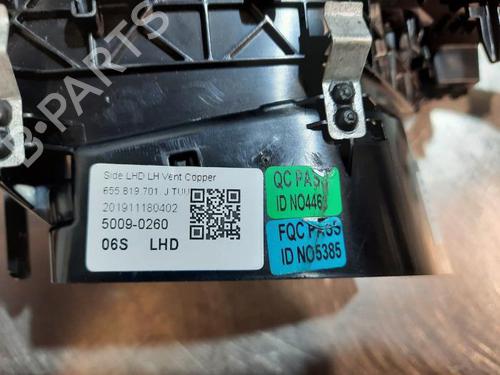 B-PARTS
Side LHD LH Vent Copper
655 819 701 J TUU
201911180402
5009-0260
06S LHD
QC PASS
ID NO446
FQC PASS
ID NO5385